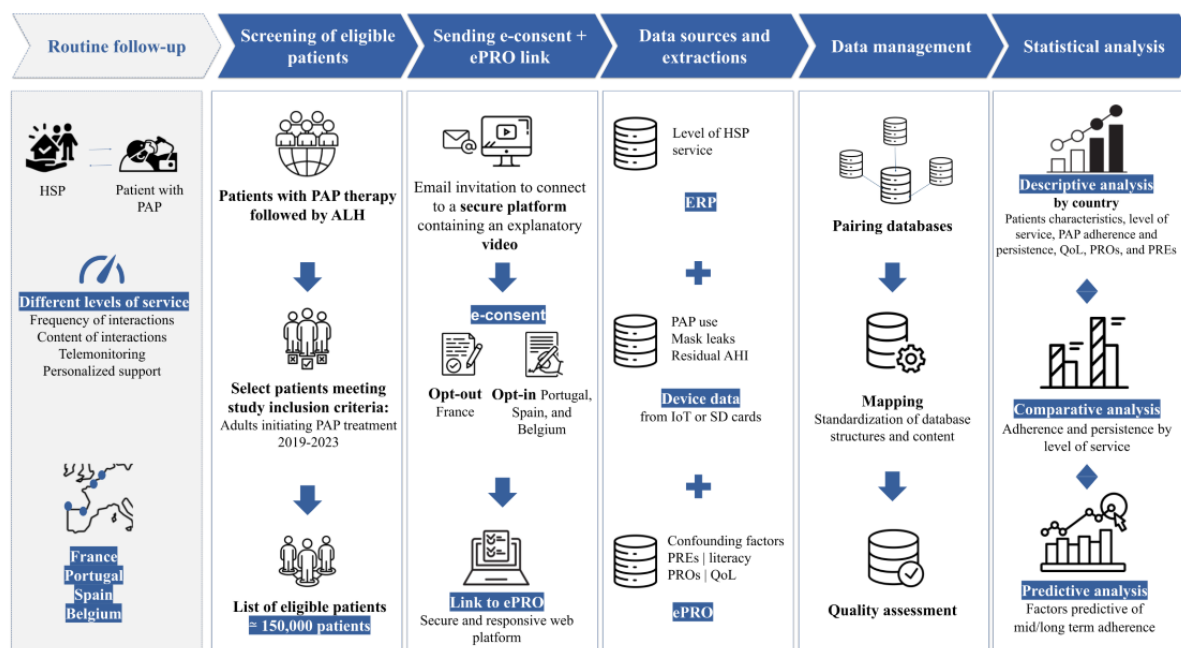 Routine follow-up
Screening of eligible
patients
Sending e-consent +
ePRO link
Data sources and
extractions
Data management
Statistical analysis
HSP
Patient with
PAP
Different levels of service
Frequency of interactions
Content of interactions
Telemonitoring
Personalized support
France
Portugal
Spain
Belgium
Patients with PAP therapy
followed by ALH
Select patients meeting
study inclusion criteria:
Adults initiating PAP treatment
2019-2023
List of eligible patients
≃ 150,000 patients
Email invitation to connect
to a secure platform
containing an explanatory
video
e-consent
Opt-out
France
Opt-in Portugal,
Spain, and
Belgium
Link to ePRO
Secure and responsive web
platform
Level of HSP
service
ERP
PAP use
Mask leaks
Residual AHI
Device data
from IoT or SD cards
Confounding factors
PREs | literacy
PROs | QoL
ePRO
Pairing databases
Mapping
Standardization of database
structures and content
Quality assessment
Descriptive analysis
by country
Patients characteristics, level of
service, PAP adherence and
persistence, QoL, PROs, and PREs
Comparative analysis
Adherence and persistence by
level of service
Predictive analysis
Factors predictive of
mid/long term adherence